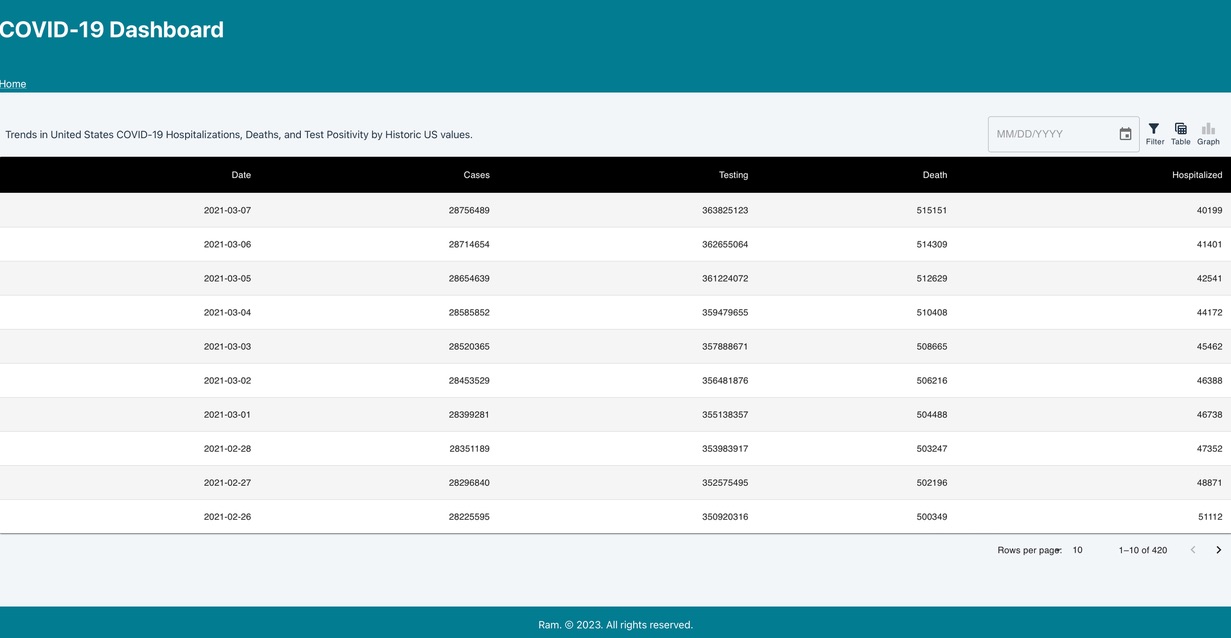 COVID-19 Dashboard
Home
Trends in United States COVID-19 Hospitalizations, Deaths, and Test Positivity by Historic US values.
MM/DD/YYYY
Filter Table Graph
Date Cases Testing Death Hospitalized
2021-03-07 28756489 363825123 515151 40199
2021-03-06 28714654 362655064 514309 41401
2021-03-05 28654639 361224072 512629 42541
2021-03-04 28585852 359479655 510408 44172
2021-03-03 28520365 357888671 508665 45462
2021-03-02 28453529 356481876 506216 46388
2021-03-01 28399281 355138357 504488 46738
2021-02-28 28351189 353983917 503247 47352
2021-02-27 28296840 352575495 502196 48871
2021-02-26 28225595 350920316 500349 51112
Rows per page: 10 1–10 of 420
Ram. © 2023. All rights reserved.